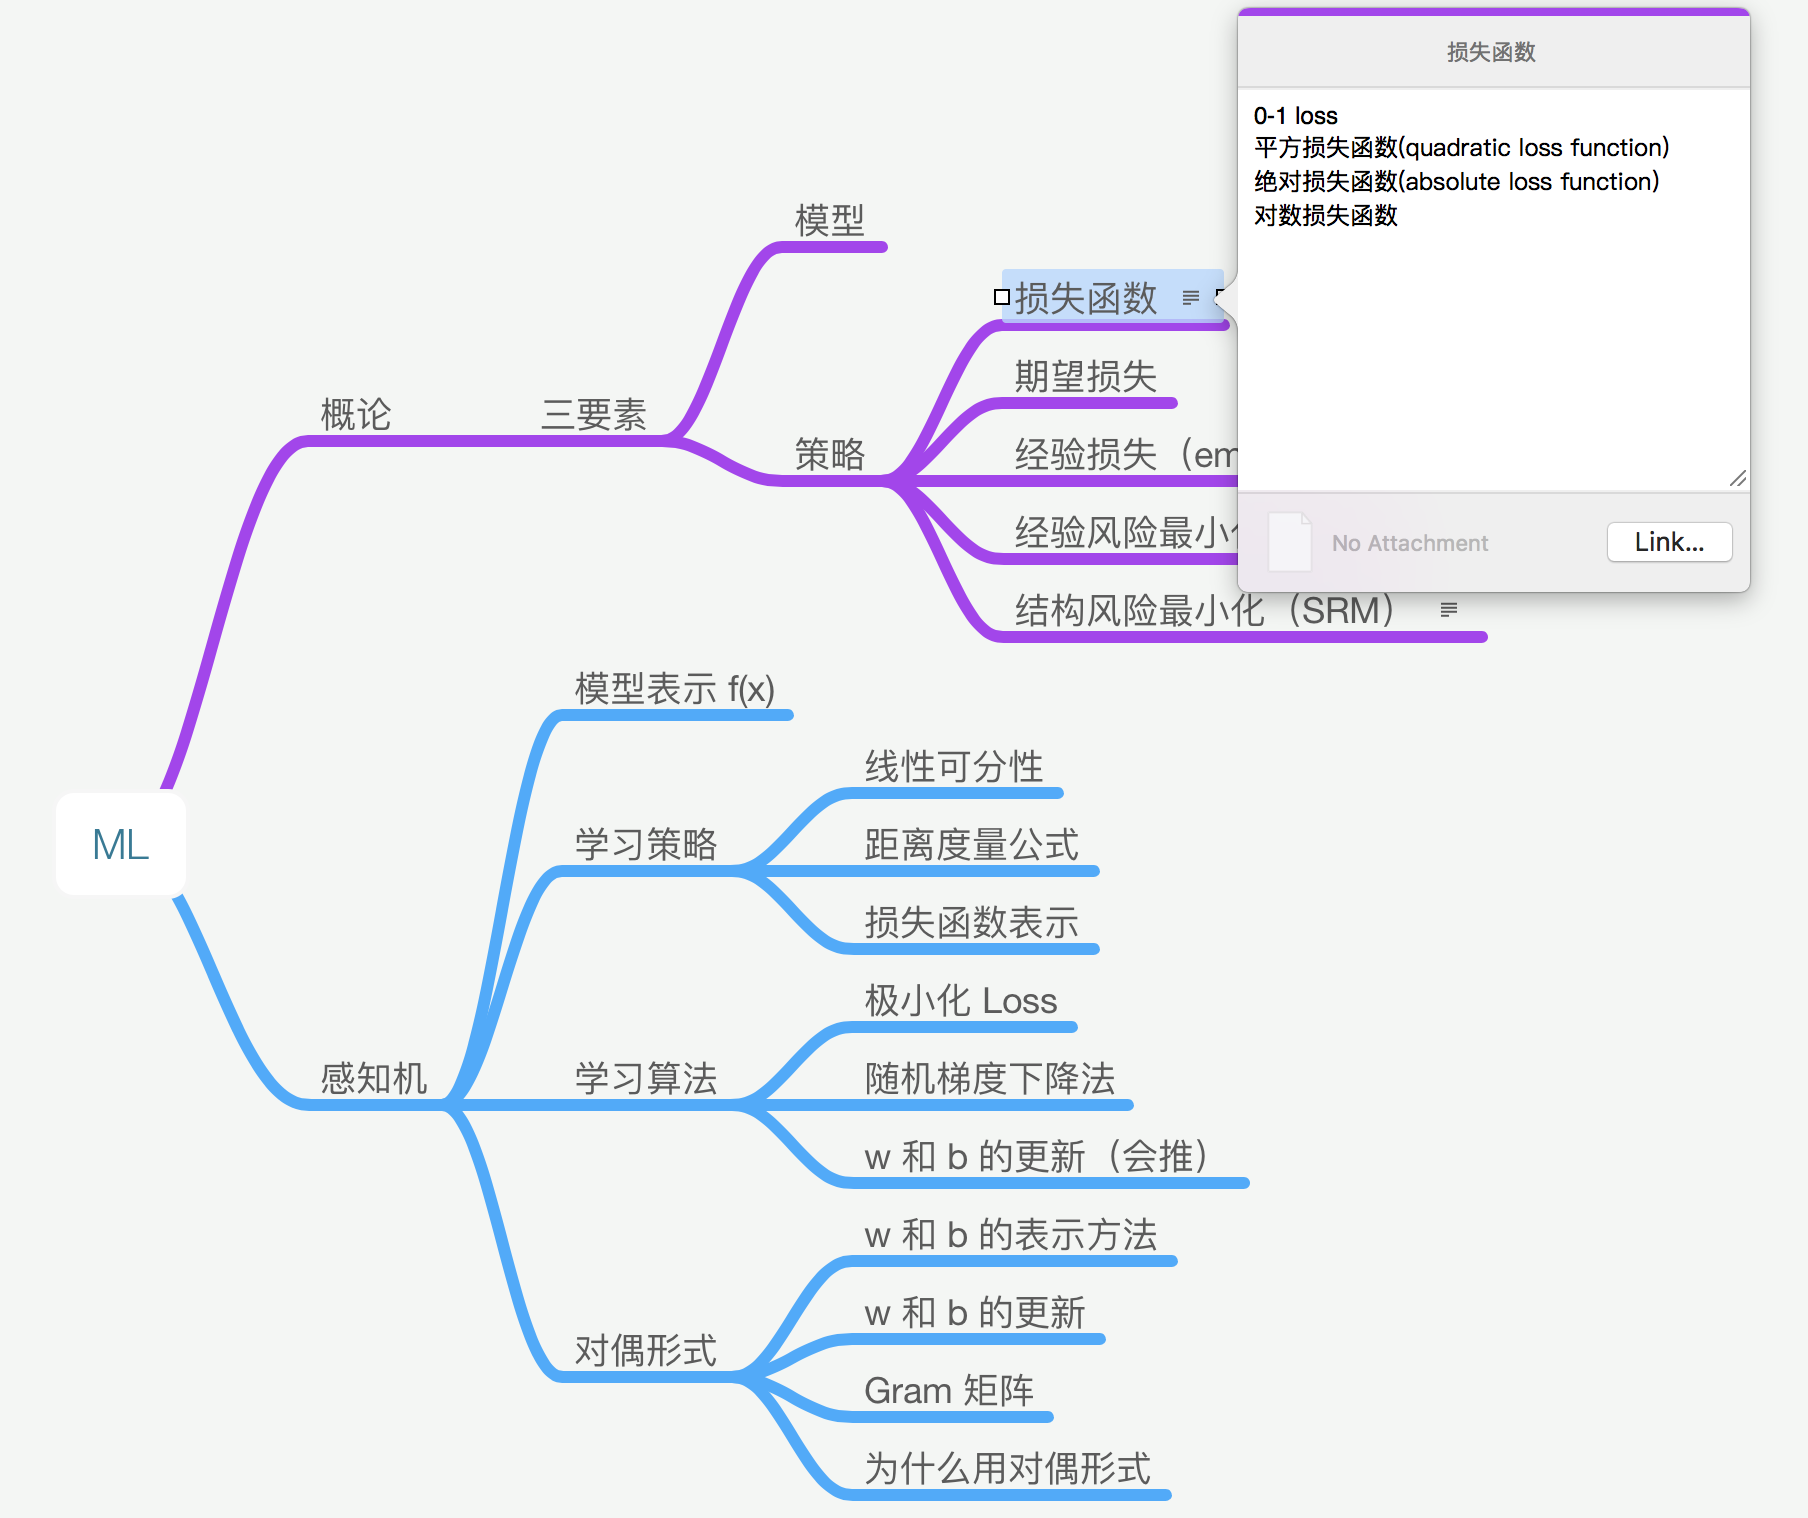 损失函数
0-1 loss
平方损失函数(quadratic loss function)
绝对损失函数(absolute loss function)
对数损失函数
No Attachment
Link...
ML
概论
三要素
模型
策略
损失函数
期望损失
经验损失（em
经验风险最小
结构风险最小化（SRM）
感知机
模型表示 f(x)
学习策略
线性可分性
距离度量公式
损失函数表示
学习算法
极小化 Loss
随机梯度下降法
w 和 b 的更新（会推）
对偶形式
w 和 b 的表示方法
w 和 b 的更新
Gram 矩阵
为什么用对偶形式